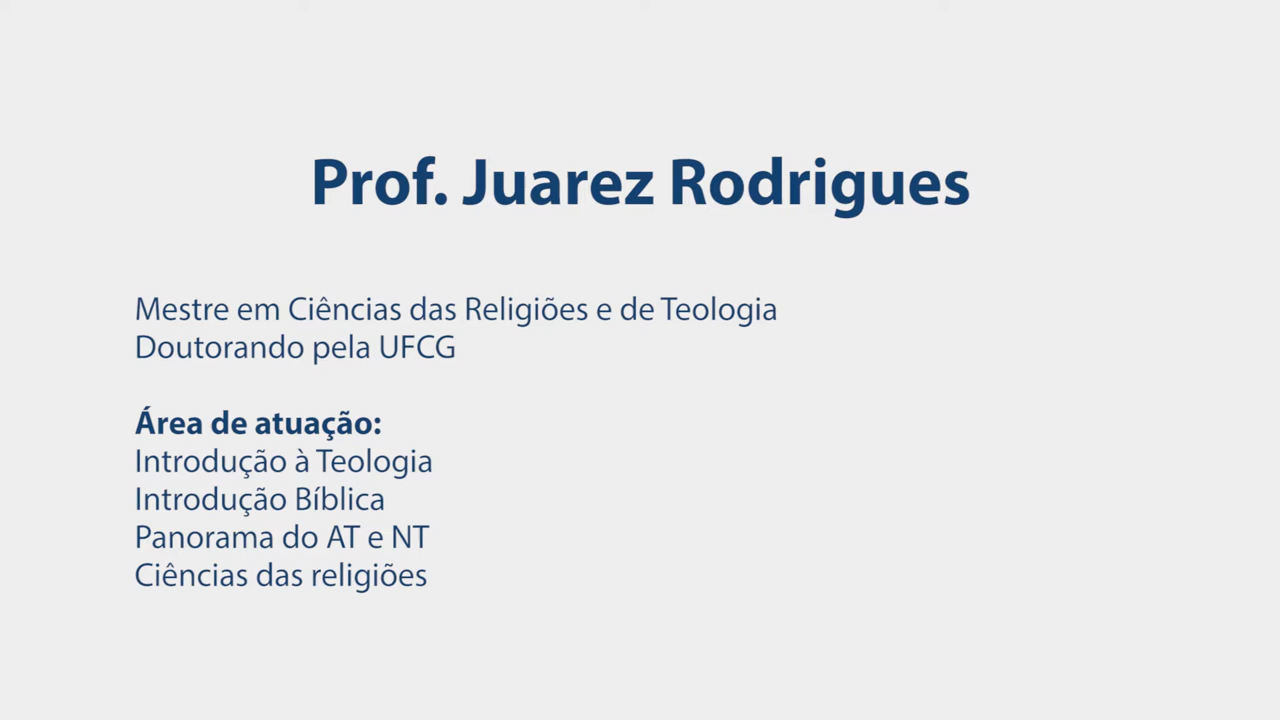 Prof. Juarez Rodrigues
Mestre em Ciências das Religiões e de Teologia
Doutorando pela UFCG
Área de atuação:
Introdução à Teologia
Introdução Bíblica
Panorama do AT e NT
Ciências das religiões